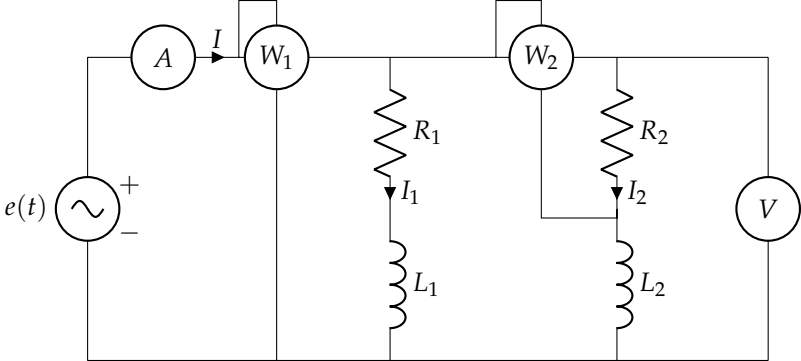 A
I
W₁
W₂
R₁
R₂
I₁
I₂
e(t)
+
−
V
L₁
L₂